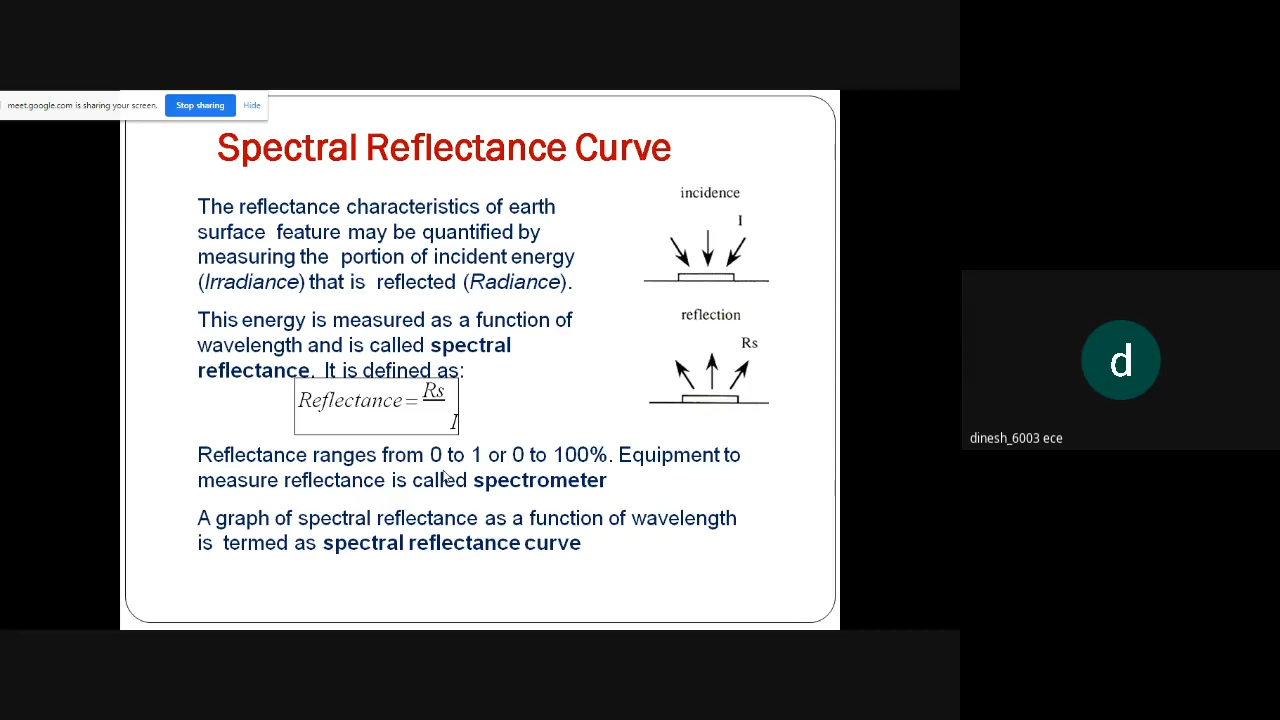 meet.google.com is sharing your screen.
Stop sharing
Hide
Spectral Reflectance Curve
The reflectance characteristics of earth
surface feature may be quantified by
measuring the portion of incident energy
(Irradiance) that is reflected (Radiance).
This energy is measured as a function of
wavelength and is called spectral
reflectance. It is defined as:
Reflectance = Rs
I
Reflectance ranges from 0 to 1 or 0 to 100%. Equipment to
measure reflectance is called spectrometer
A graph of spectral reflectance as a function of wavelength
is termed as spectral reflectance curve
incidence
I
reflection
Rs
d
dinesh_6003 ece